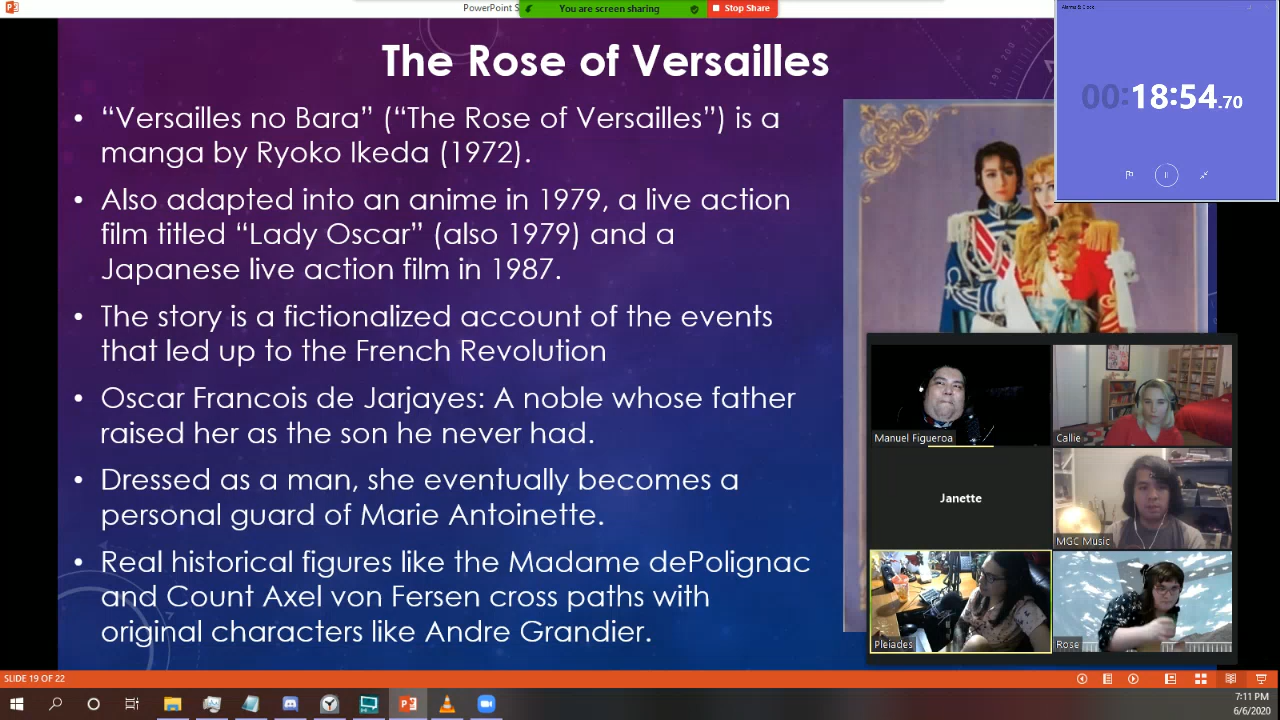 PowerPoint S
You are screen sharing
Stop Share
The Rose of Versailles
• “Versailles no Bara” (“The Rose of Versailles”) is a
manga by Ryoko Ikeda (1972).
• Also adapted into an anime in 1979, a live action
film titled “Lady Oscar” (also 1979) and a
Japanese live action film in 1987.
• The story is a fictionalized account of the events
that led up to the French Revolution
• Oscar Francois de Jarjayes: A noble whose father
raised her as the son he never had.
• Dressed as a man, she eventually becomes a
personal guard of Marie Antoinette.
• Real historical figures like the Madame dePolignac
and Count Axel von Fersen cross paths with
original characters like Andre Grandier.
Alarms & Clock
00:18:54.70
Manuel Figueroa
Callie
Janette
MGC Music
Pleiades
Rose
SLIDE 19 OF 22
7:11 PM
6/6/2020